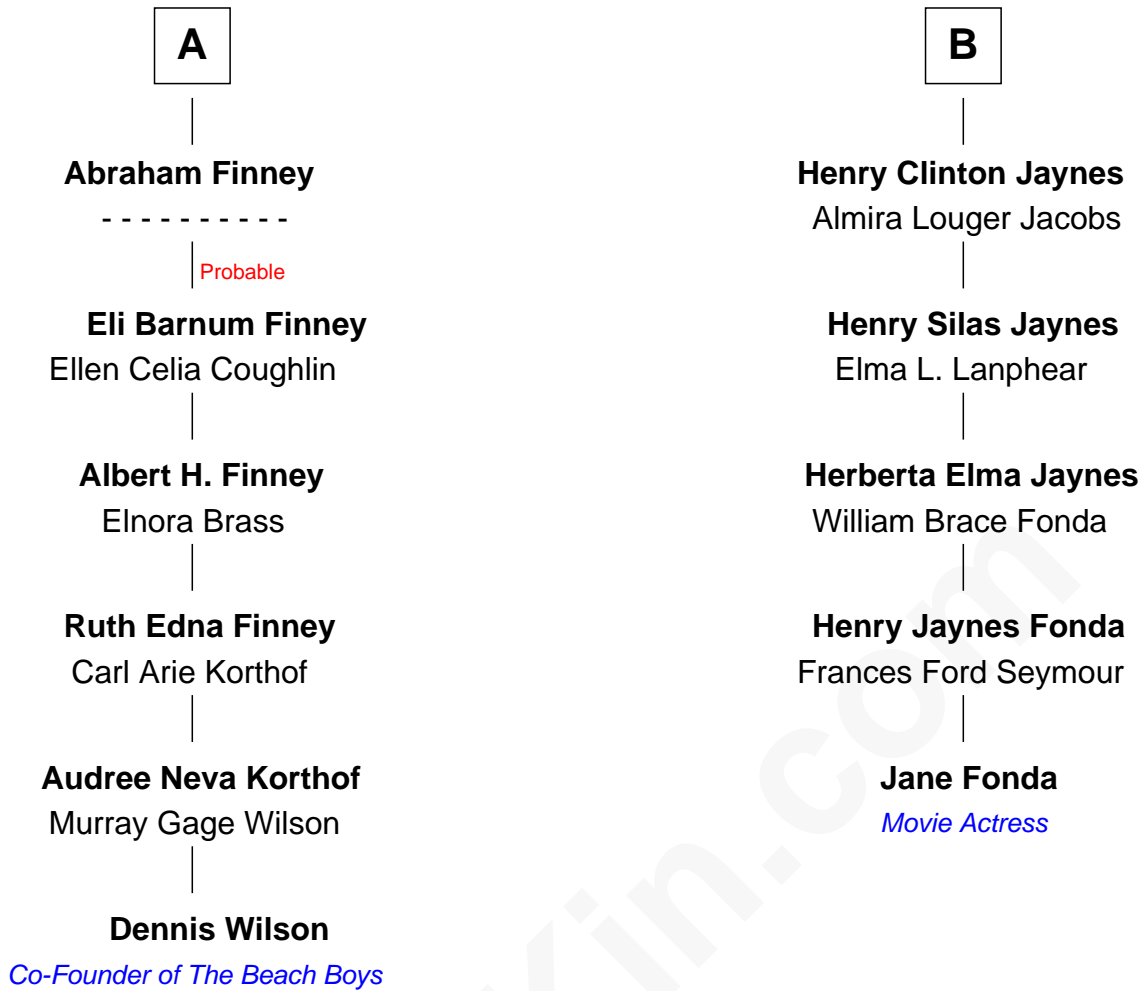 A
Abraham Finney
- - - - - - - - - -
Probable
Eli Barnum Finney
Ellen Celia Coughlin
Albert H. Finney
Elnora Brass
Ruth Edna Finney
Carl Arie Korthof
Audree Neva Korthof
Murray Gage Wilson
Dennis Wilson
Co-Founder of The Beach Boys
B
Henry Clinton Jaynes
Almira Louger Jacobs
Henry Silas Jaynes
Elma L. Lanphear
Herberta Elma Jaynes
William Brace Fonda
Henry Jaynes Fonda
Frances Ford Seymour
Jane Fonda
Movie Actress
Kin.com